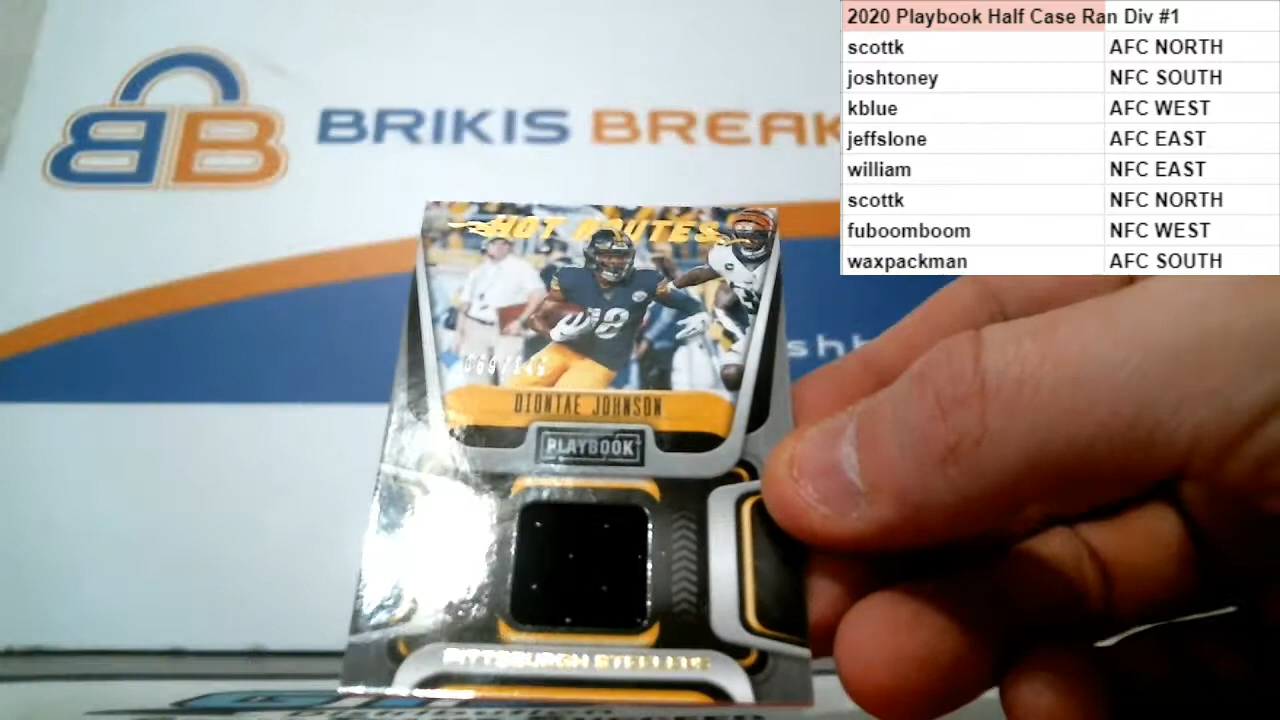 2020 Playbook Half Case Ran Div #1
scottk AFC NORTH
joshtoney NFC SOUTH
kblue AFC WEST
jeffslone AFC EAST
william NFC EAST
scottk NFC NORTH
fuboomboom NFC WEST
waxpackman AFC SOUTH
BB BRIKIS BREAK
HOT ROUTES
18
DIONTAE JOHNSON
PLAYBOOK
PITTSBURGH STEELERS